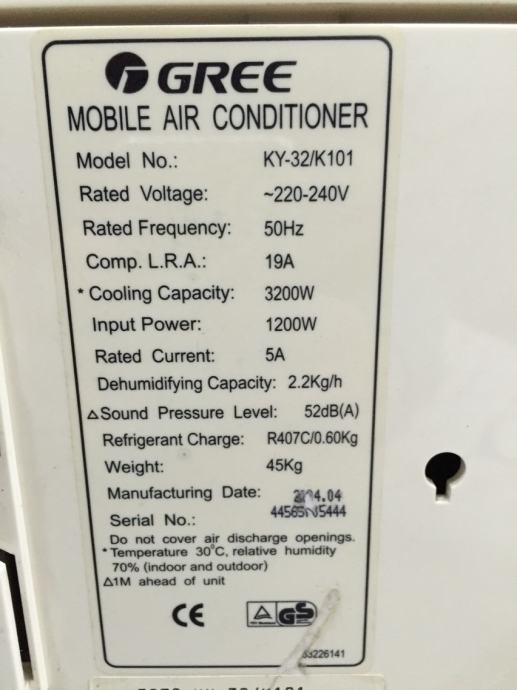 GREE
MOBILE AIR CONDITIONER
Model No.: KY-32/K101
Rated Voltage: ~220-240V
Rated Frequency: 50Hz
Comp. L.R.A.: 19A
* Cooling Capacity: 3200W
Input Power: 1200W
Rated Current: 5A
Dehumidifying Capacity: 2.2Kg/h
△Sound Pressure Level: 52dB(A)
Refrigerant Charge: R407C/0.60Kg
Weight: 45Kg
Manufacturing Date:
Serial No.:
Do not cover air discharge openings.
* Temperature 30°C, relative humidity
70% (indoor and outdoor)
△1M ahead of unit
CE GS